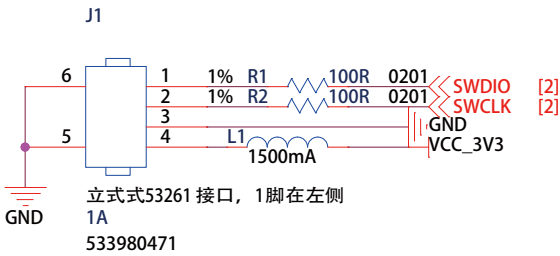 J1
6 1 1% R1 100R 0201 SWDIO [2]
2 1% R2 100R 0201 SWCLK [2]
3 GND
5 4 L1 VCC_3V3
1500mA
GND
立式式53261 接口，1脚在左侧
1A
533980471